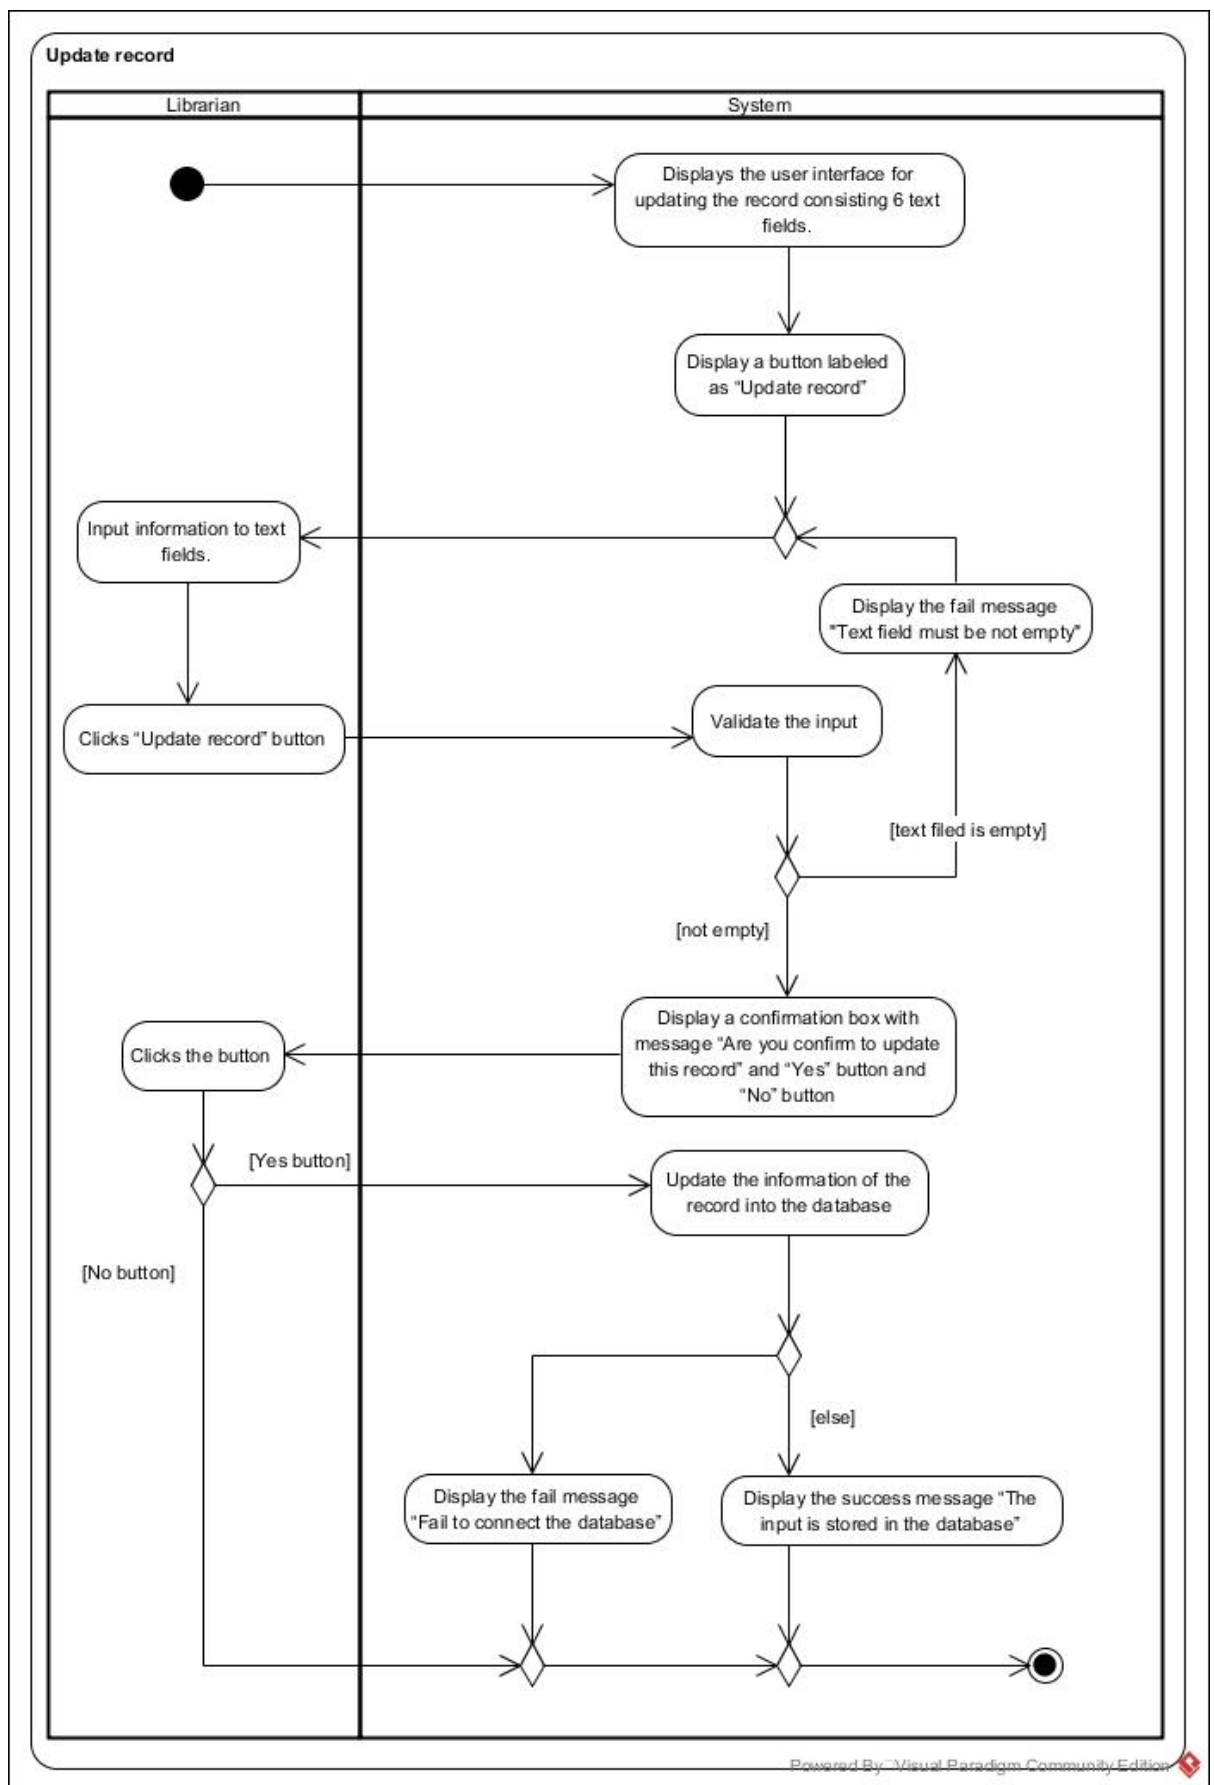 Update record
Librarian
System
Displays the user interface for
updating the record consisting 6 text
fields.
Display a button labeled
as “Update record”
Input information to text
fields.
Display the fail message
"Text field must be not empty"
Clicks “Update record” button
Validate the input
[text filed is empty]
[not empty]
Display a confirmation box with
message “Are you confirm to update
this record” and “Yes” button and
“No” button
Clicks the button
[Yes button]
Update the information of the
record into the database
[No button]
[else]
Display the fail message
“Fail to connect the database”
Display the success message “The
input is stored in the database”
Powered By Visual Paradigm Community Edition